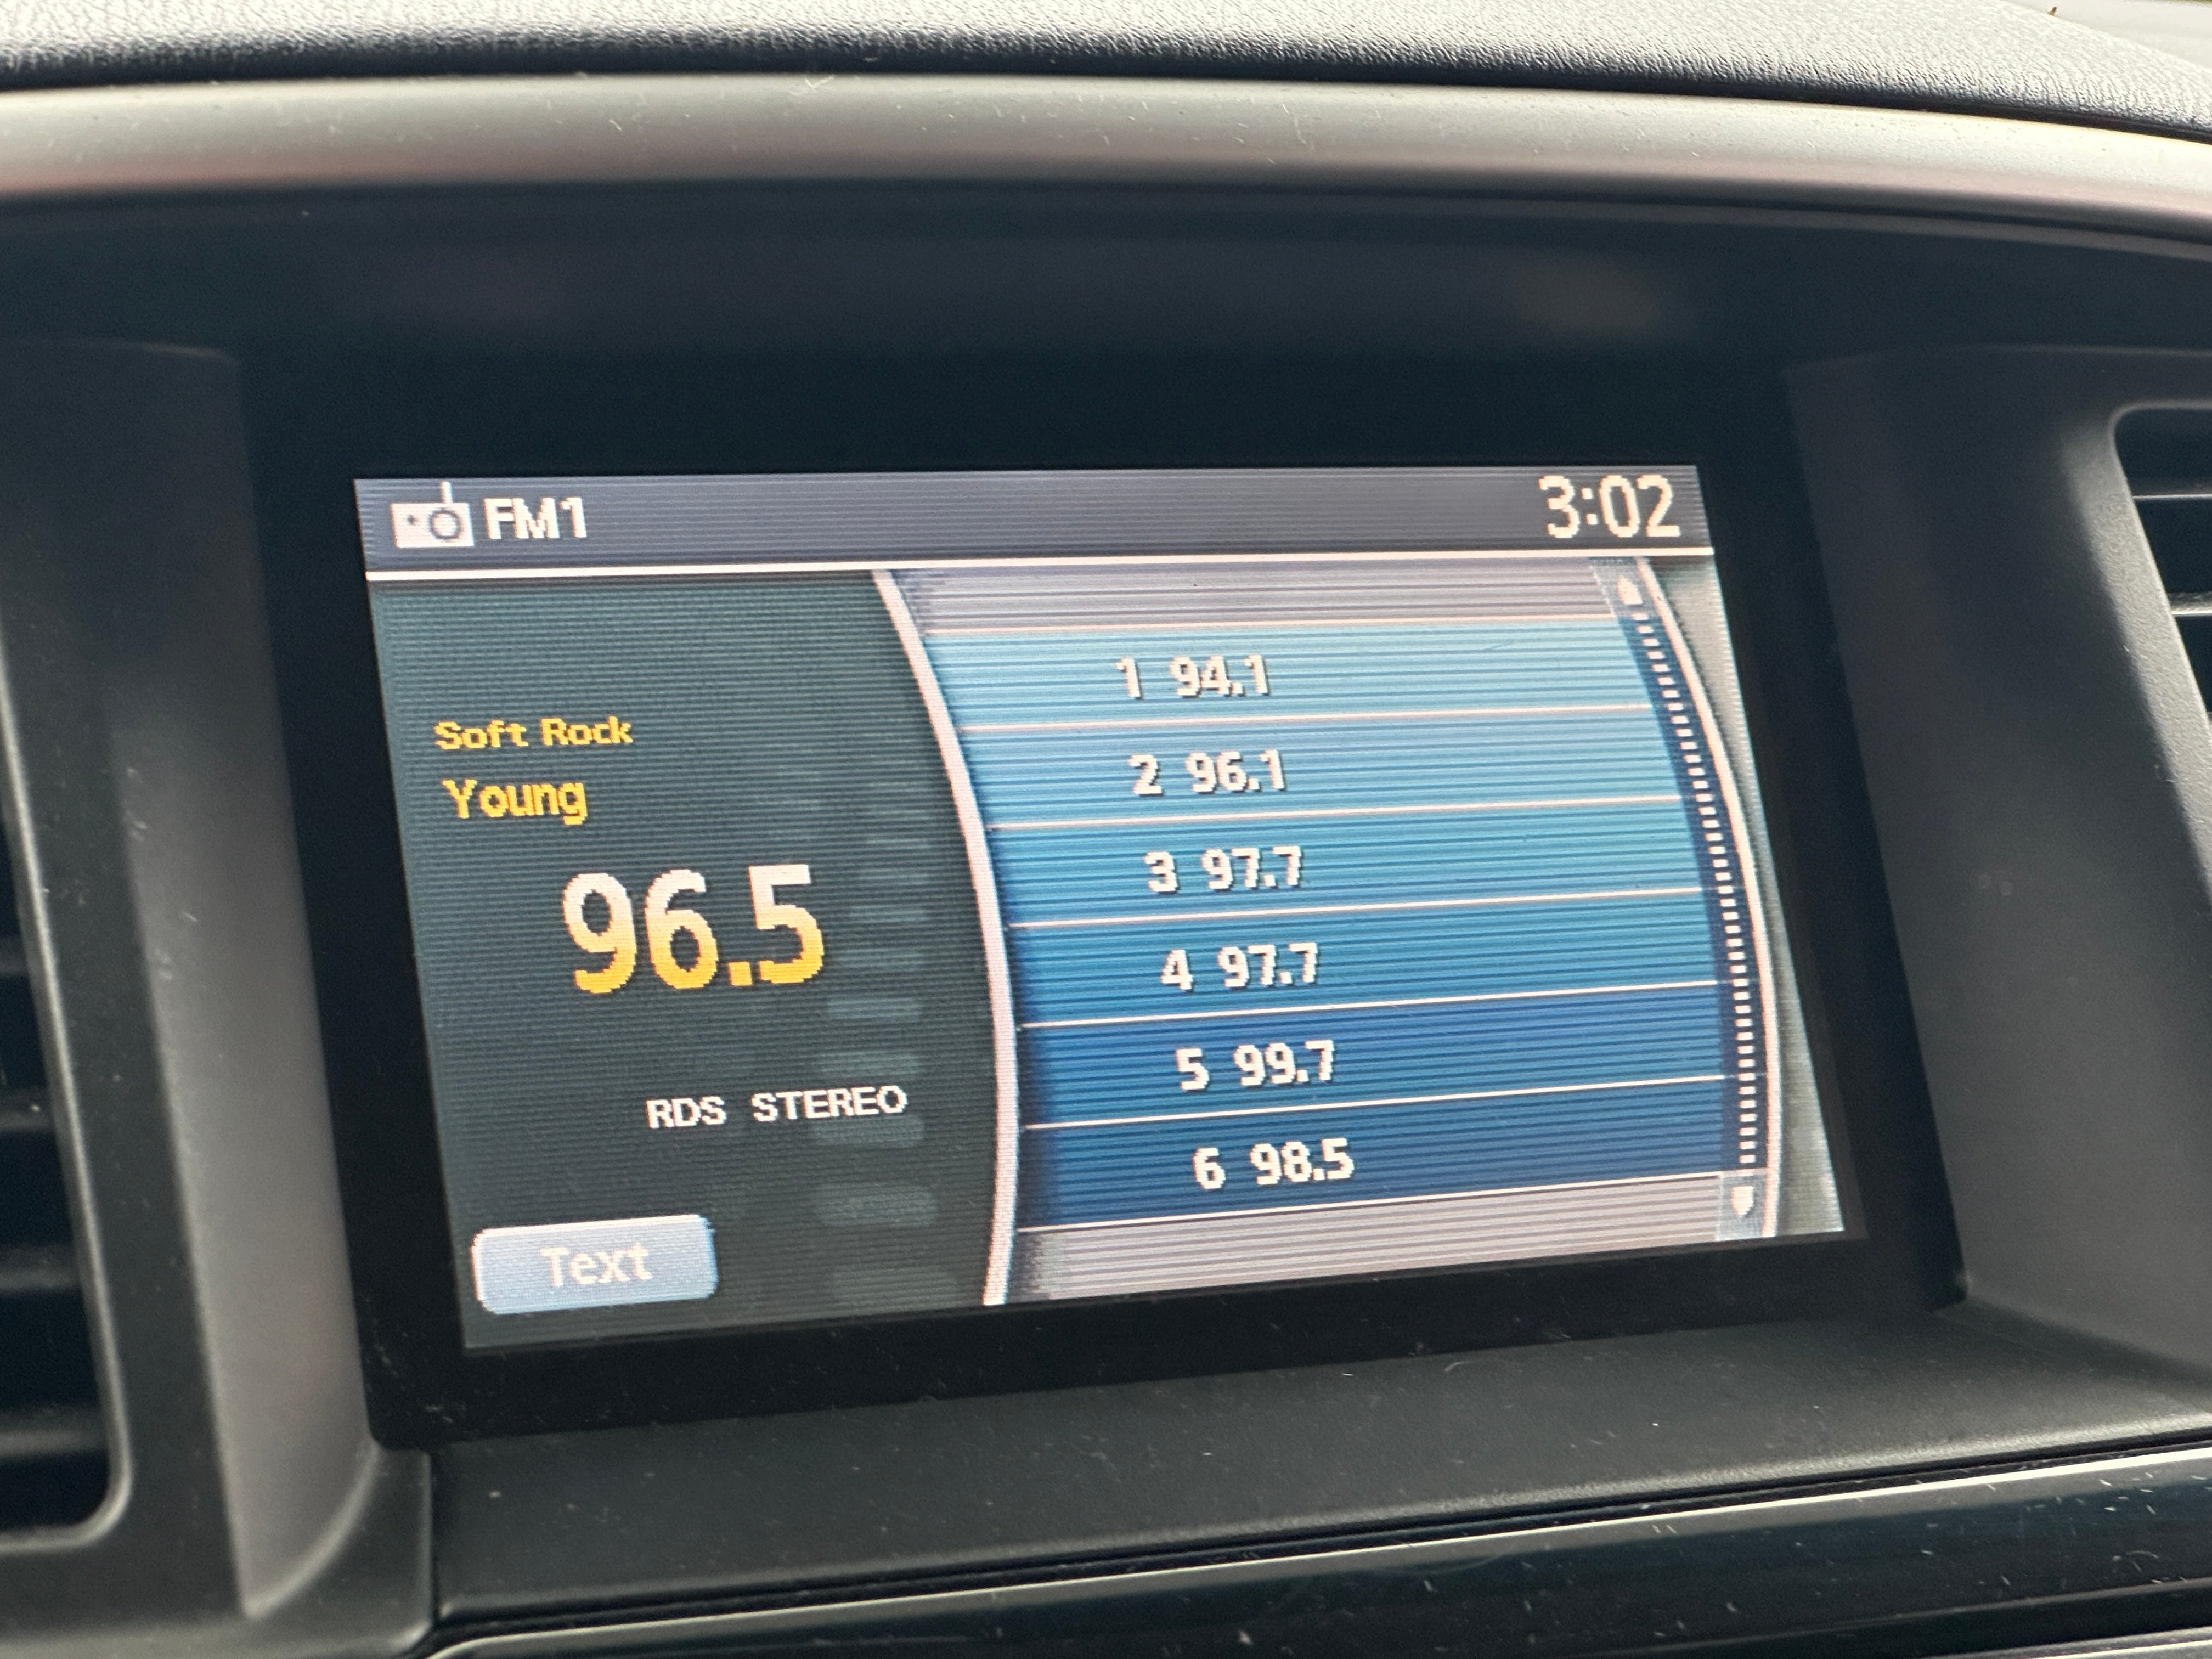 FM1
3:02
Soft Rock
Young
96.5
RDS STEREO
Text
1 94.1
2 96.1
3 97.7
4 97.7
5 99.7
6 98.5